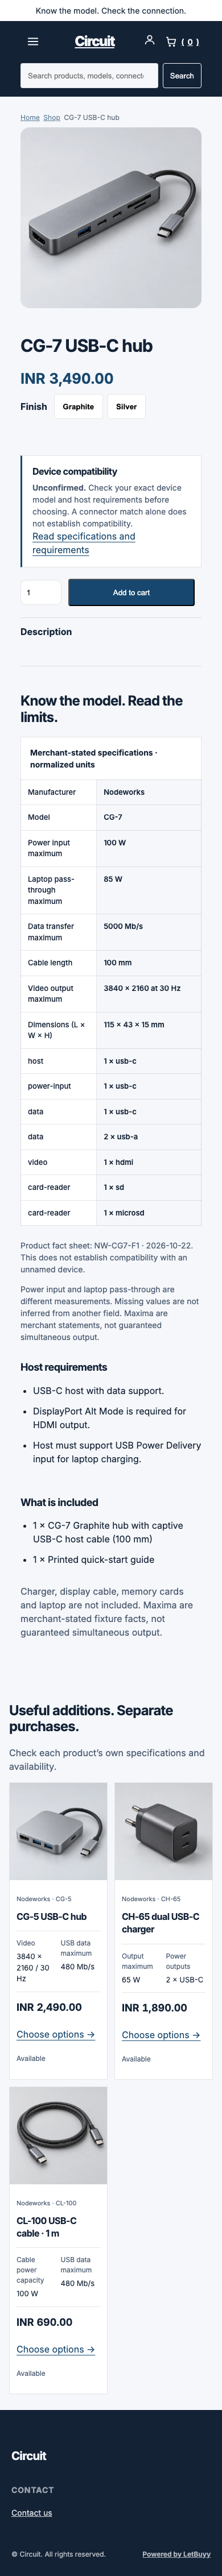 Know the model. Check the connection.
Circuit
( 0 )
Search products, models, connect
Search
Home Shop CG-7 USB-C hub
CG-7 USB-C hub
INR 3,490.00
Finish Graphite Silver
Device compatibility
Unconfirmed. Check your exact device
model and host requirements before
choosing. A connector match alone does
not establish compatibility.
Read specifications and
requirements
1
Add to cart
Description
Know the model. Read the
limits.
Merchant-stated specifications ·
normalized units
Manufacturer Nodeworks
Model CG-7
Power input
maximum
100 W
Laptop pass-
through
maximum
85 W
Data transfer
maximum
5000 Mb/s
Cable length 100 mm
Video output
maximum
3840 × 2160 at 30 Hz
Dimensions (L ×
W × H)
115 × 43 × 15 mm
host 1 × usb-c
power-input 1 × usb-c
data 1 × usb-c
data 2 × usb-a
video 1 × hdmi
card-reader 1 × sd
card-reader 1 × microsd
Product fact sheet: NW-CG7-F1 · 2026-10-22.
This does not establish compatibility with an
unnamed device.
Power input and laptop pass-through are
different measurements. Missing values are not
inferred from another field. Maxima are
merchant statements, not guaranteed
simultaneous output.
Host requirements
• USB-C host with data support.
• DisplayPort Alt Mode is required for
HDMI output.
• Host must support USB Power Delivery
input for laptop charging.
What is included
• 1 × CG-7 Graphite hub with captive
USB-C host cable (100 mm)
• 1 × Printed quick-start guide
Charger, display cable, memory cards
and laptop are not included. Maxima are
merchant-stated fixture facts, not
guaranteed simultaneous output.
Useful additions. Separate
purchases.
Check each product's own specifications and
availability.
Nodeworks · CG-5
CG-5 USB-C hub
Video
3840 ×
2160 / 30
Hz
USB data
maximum
480 Mb/s
INR 2,490.00
Choose options →
Available
Nodeworks · CH-65
CH-65 dual USB-C
charger
Output
maximum
65 W
Power
outputs
2 × USB-C
INR 1,890.00
Choose options →
Available
Nodeworks · CL-100
CL-100 USB-C
cable · 1 m
Cable
power
capacity
100 W
USB data
maximum
480 Mb/s
INR 690.00
Choose options →
Available
Circuit
CONTACT
Contact us
© Circuit. All rights reserved.
Powered by LetBuyy